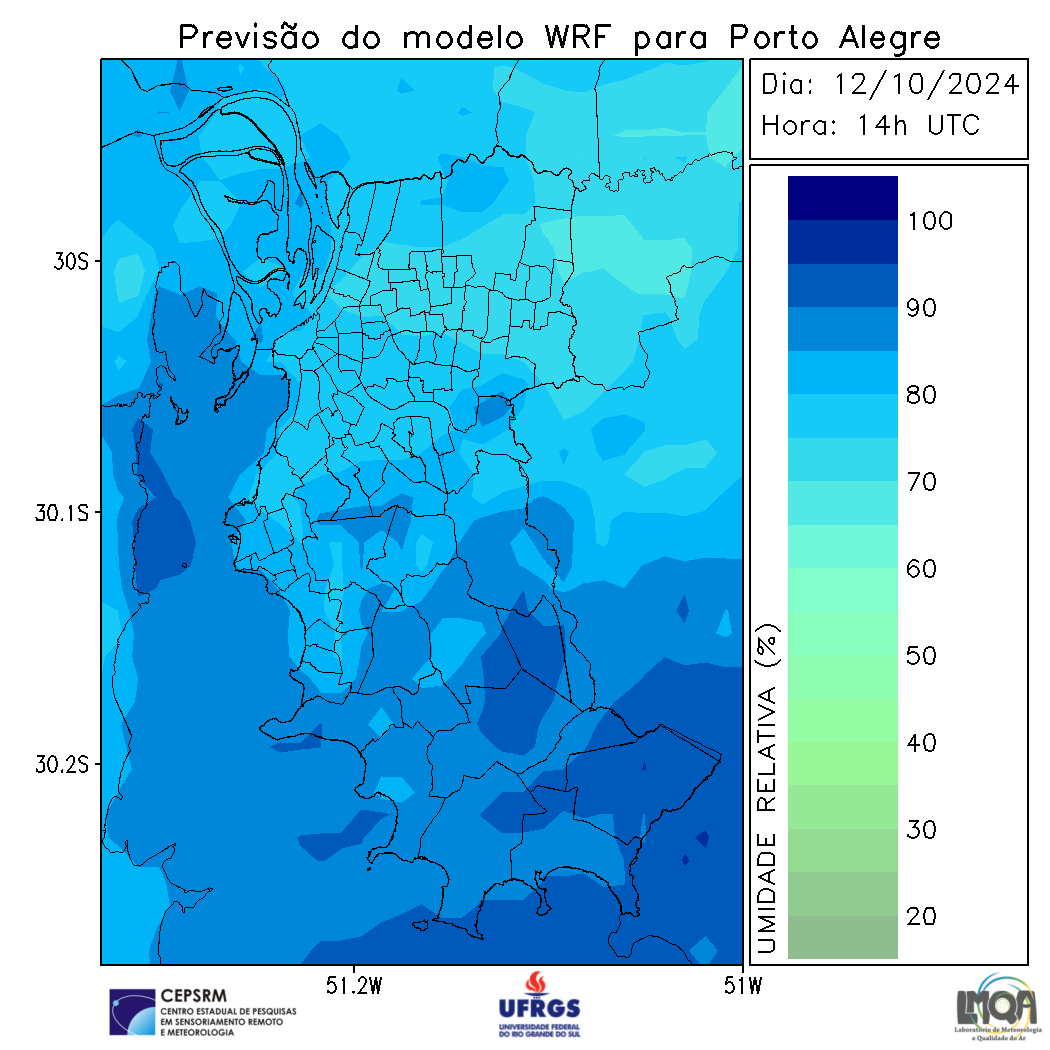 Previsão do modelo WRF para Porto Alegre
Dia: 12/10/2024
Hora: 14h UTC
100
90
80
70
60
50
40
30
20
UMIDADE RELATIVA (%)
30S
30.1S
30.2S
51.2W
51W
CEPSRM
CENTRO ESTADUAL DE PESQUISAS
EM SENSORIAMENTO REMOTO
E METEOROLOGIA
UFRGS
UNIVERSIDADE FEDERAL
DO RIO GRANDE DO SUL
LMQA
Laboratório de Meteorologia
e Qualidade do Ar